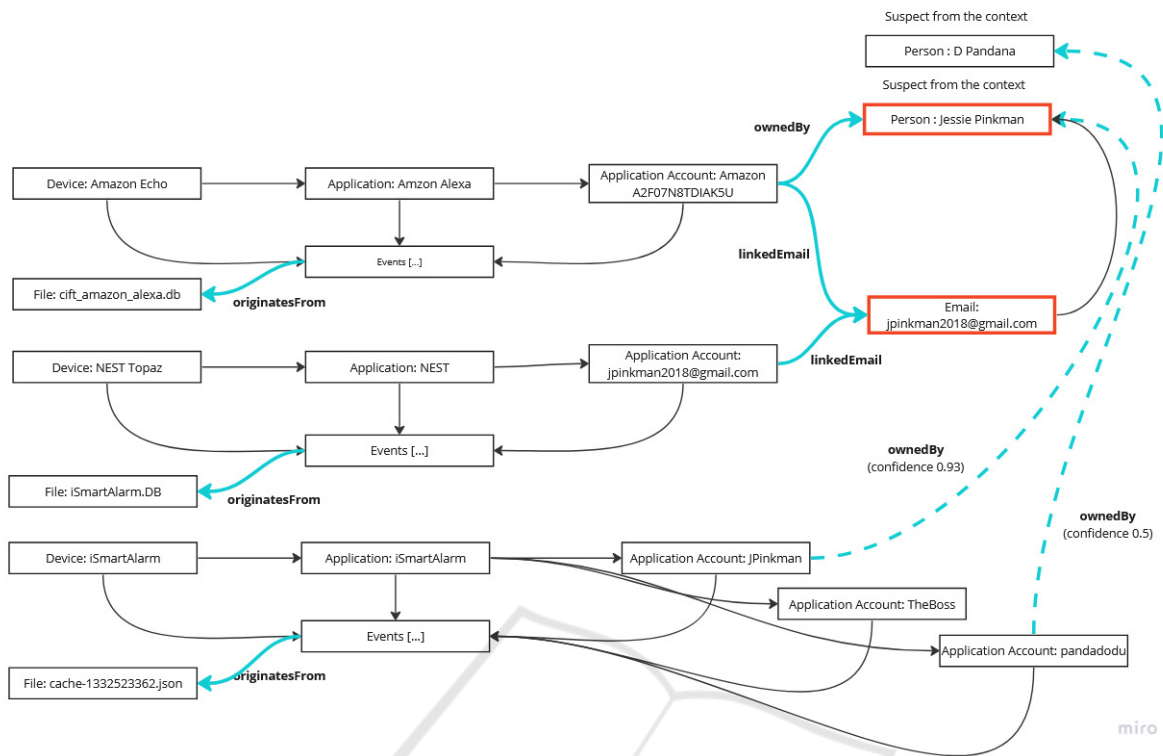 Suspect from the context
Person : D Pandana
Suspect from the context
ownedBy
Person : Jessie Pinkman
Device: Amazon Echo
Application: Amzon Alexa
Application Account: Amazon
A2F07N8TDIAK5U
linkedEmail
Events [...]
File: cift_amazon_alexa.db
originatesFrom
Email:
jpinkman2018@gmail.com
Device: NEST Topaz
Application: NEST
Application Account:
jpinkman2018@gmail.com
linkedEmail
Events [...]
ownedBy
(confidence 0.93)
File: iSmartAlarm.DB
originatesFrom
ownedBy
(confidence 0.5)
Device: iSmartAlarm
Application: iSmartAlarm
Application Account: JPinkman
Application Account: TheBoss
Events [...]
Application Account: pandadodu
File: cache-1332523362.json
originatesFrom
miro